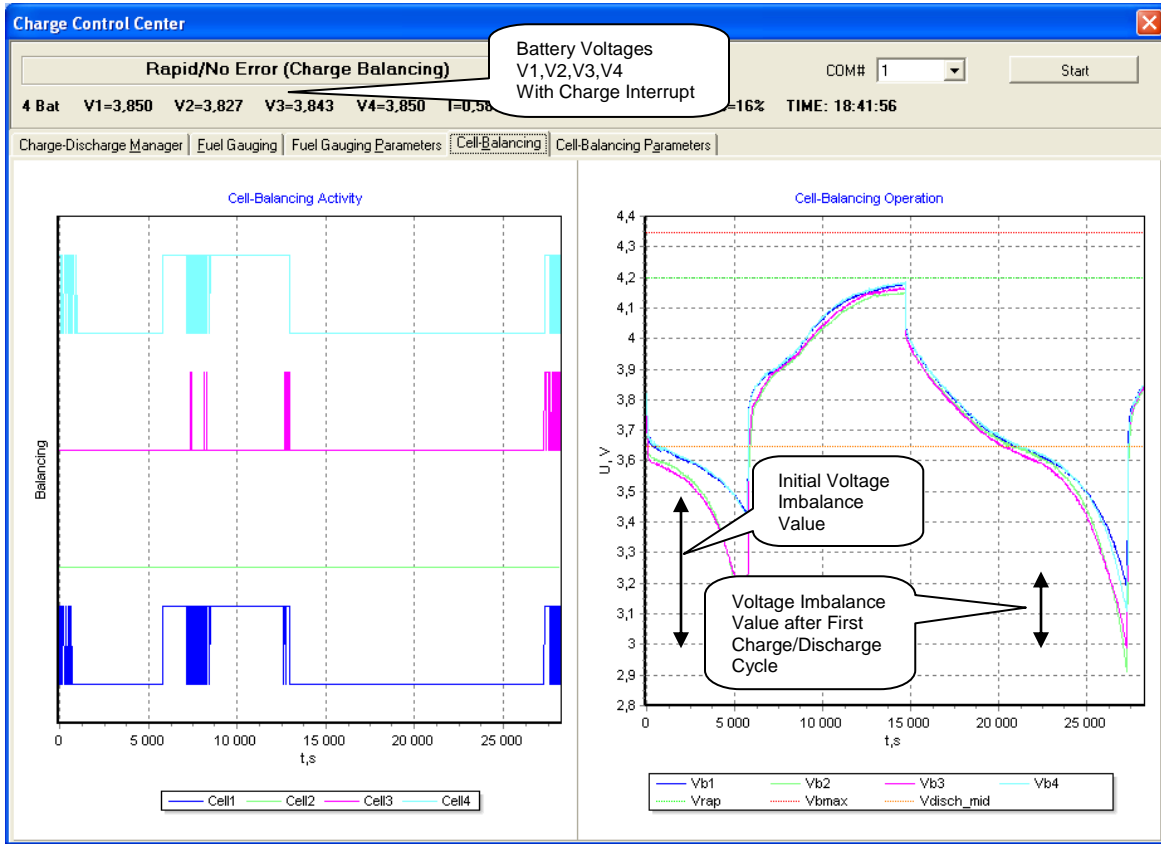 Charge Control Center
Rapid/No Error (Charge Balancing)
COM# 1
Start
4 Bat V1=3,850 V2=3,827 V3=3,843 V4=3,850 I=0,58 =16% TIME: 18:41:56
Battery Voltages
V1,V2,V3,V4
With Charge Interrupt
Charge-Discharge Manager Fuel Gauging Fuel Gauging Parameters Cell-Balancing Cell-Balancing Parameters
Cell-Balancing Activity
Balancing
0 5 000 10 000 15 000 20 000 25 000
t,s
Cell1 Cell2 Cell3 Cell4
Cell-Balancing Operation
4,4
4,3
4,2
4,1
4
3,9
3,8
3,7
3,6
3,5
3,4
3,3
3,2
3,1
3
2,9
2,8
U, V
Initial Voltage
Imbalance
Value
Voltage Imbalance
Value after First
Charge/Discharge
Cycle
0 5 000 10 000 15 000 20 000 25 000
t,s
Vb1 Vb2 Vb3 Vb4
Vrap Vbmax Vdisch_mid